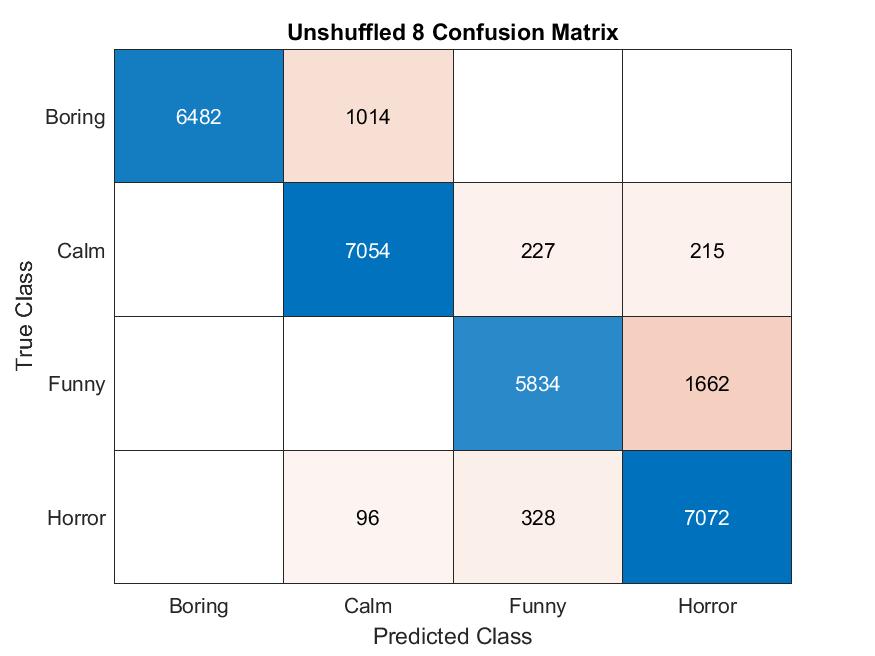 Unshuffled 8 Confusion Matrix
True Class
Boring 6482 1014
Calm 7054 227 215
Funny 5834 1662
Horror 96 328 7072
Boring Calm Funny Horror
Predicted Class